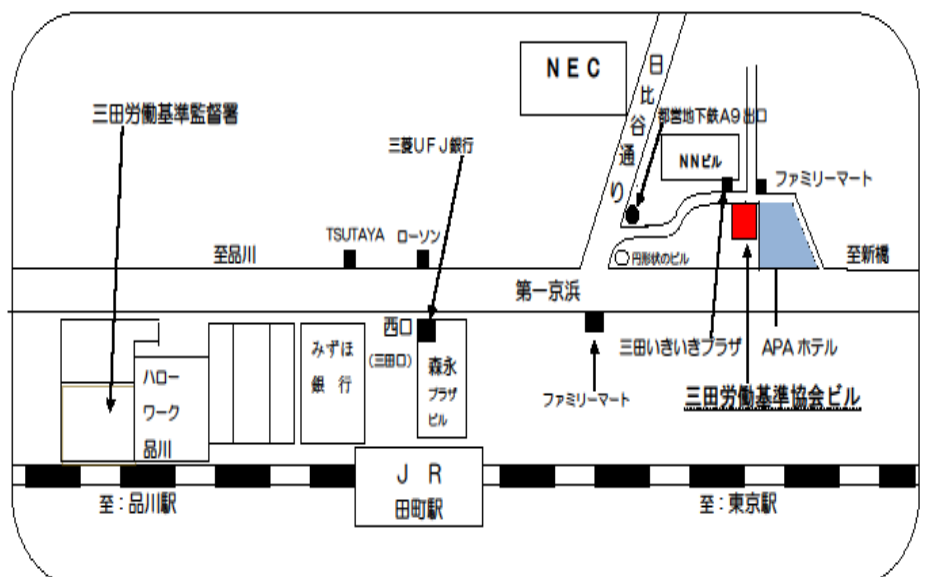 NEC
日比谷通り
三田労働基準監督署
都営地下鉄A9出口
三菱UFJ銀行
NNビル
ファミリーマート
TSUTAYA ローソン
至品川
円形状のビル
至新橋
第一京浜
西口
(三田口)
みずほ
銀行
森永
プラザ
ビル
三田いきいきプラザ
APAホテル
ハロー
ワーク
品川
ファミリーマート
三田労働基準協会ビル
JR
田町駅
至:品川駅
至:東京駅